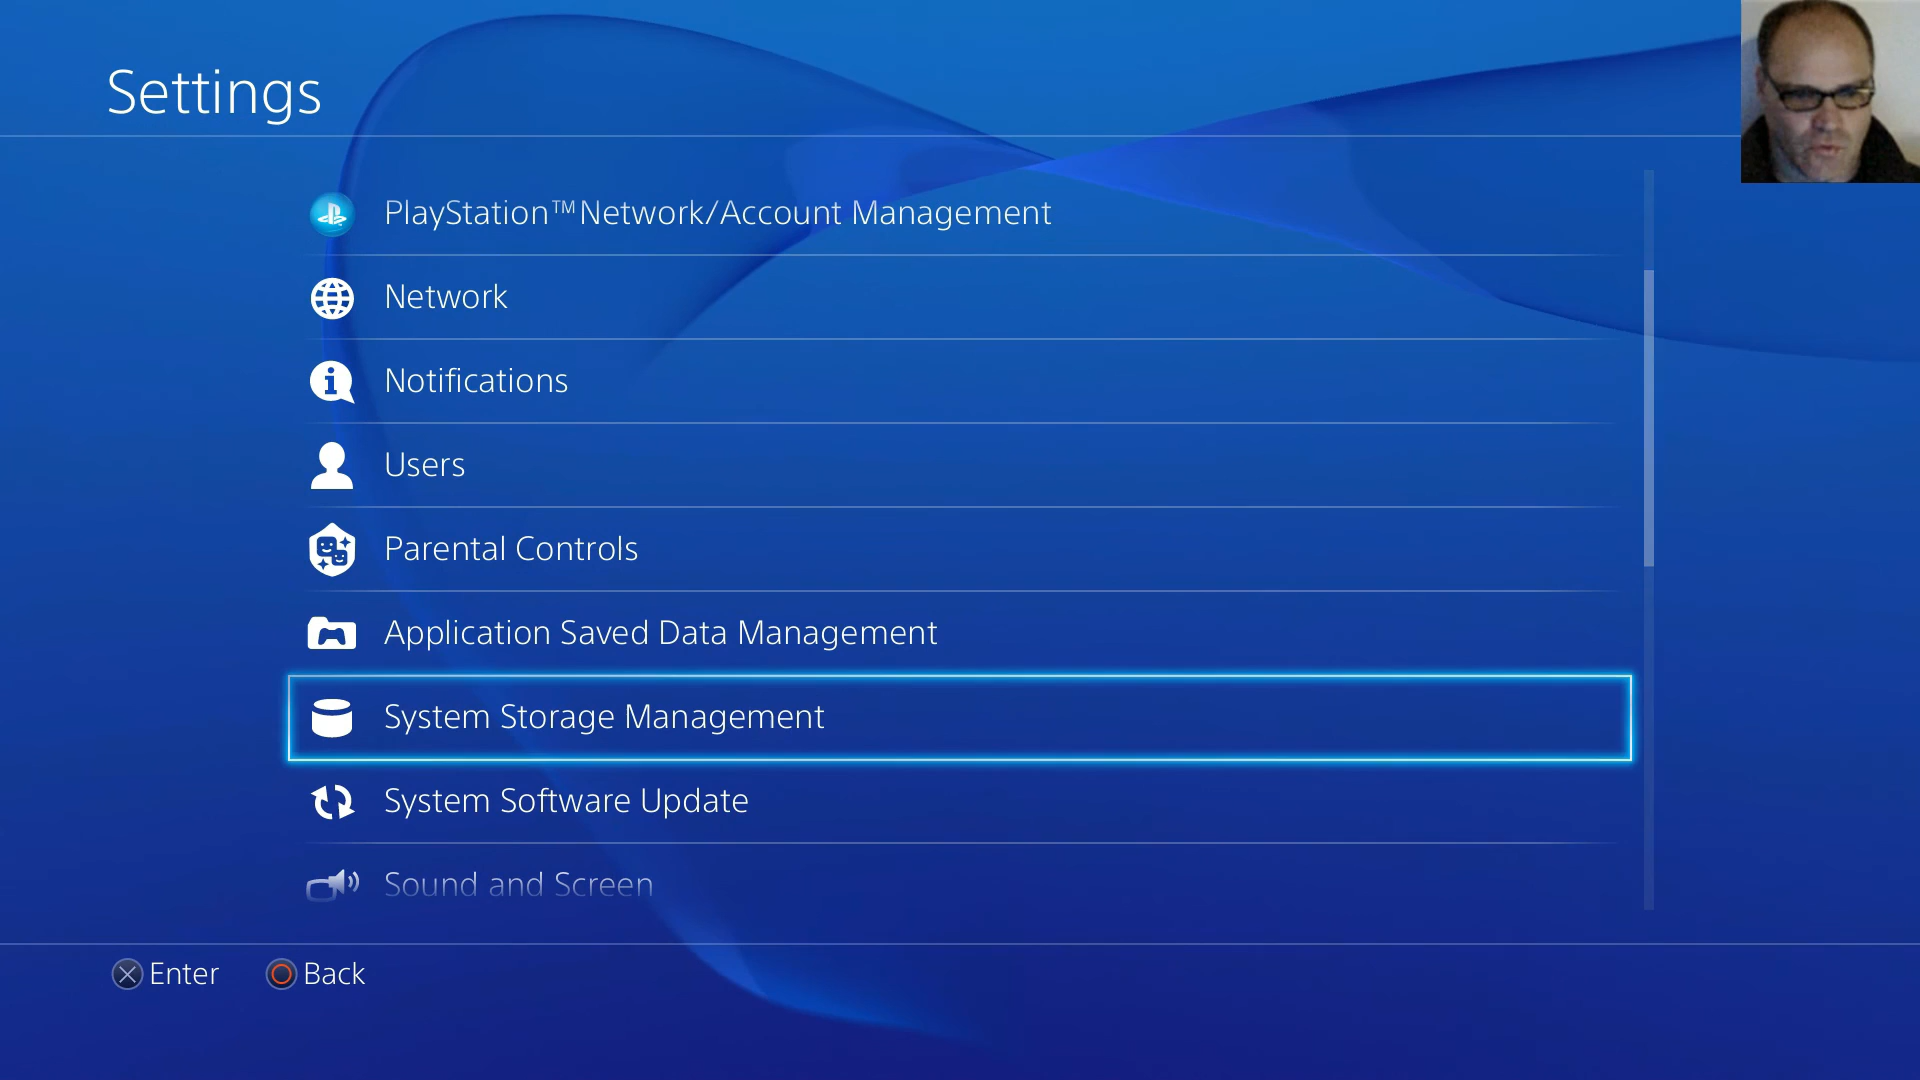 Settings
PlayStation™Network/Account Management
Network
Notifications
Users
Parental Controls
Application Saved Data Management
System Storage Management
System Software Update
Sound and Screen
Enter Back